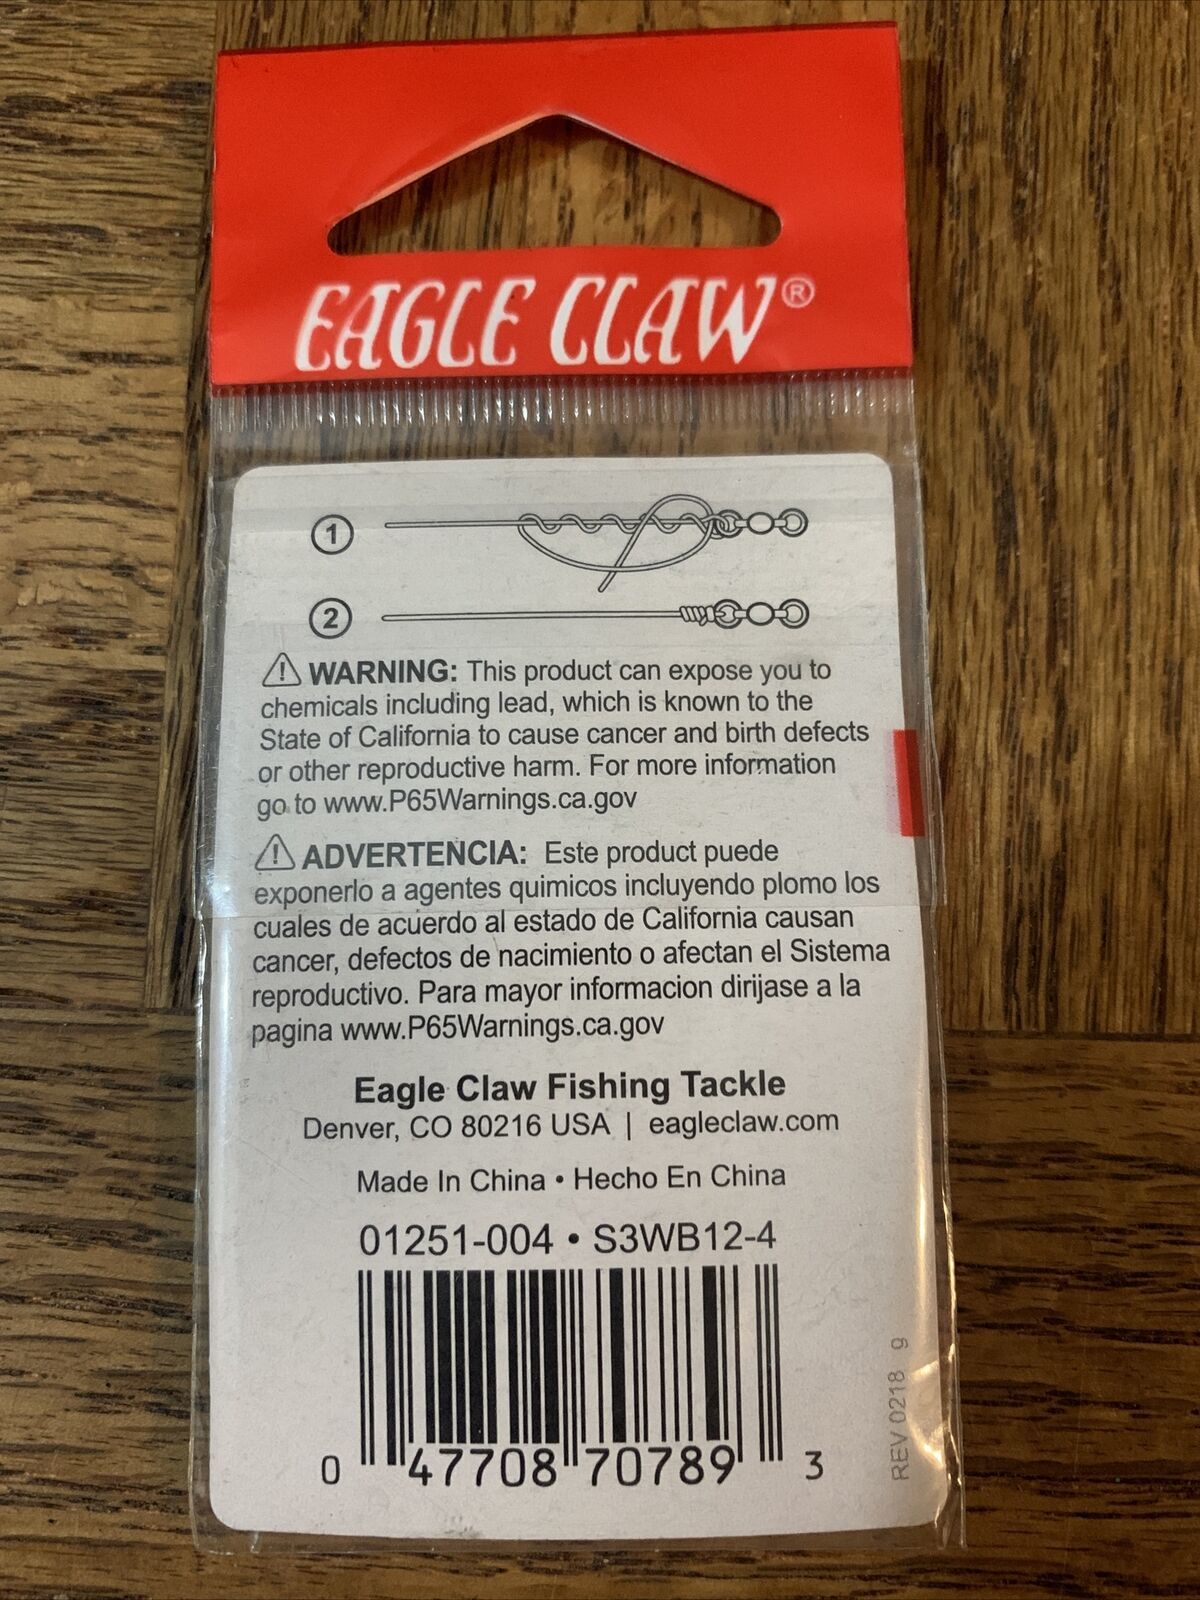 EAGLE CLAW®
1
2
⚠ WARNING: This product can expose you to
chemicals including lead, which is known to the
State of California to cause cancer and birth defects
or other reproductive harm. For more information
go to www.P65Warnings.ca.gov
⚠ ADVERTENCIA: Este product puede
exponerlo a agentes quimicos incluyendo plomo los
cuales de acuerdo al estado de California causan
cancer, defectos de nacimiento o afectan el Sistema
reproductivo. Para mayor informacion dirijase a la
pagina www.P65Warnings.ca.gov
Eagle Claw Fishing Tackle
Denver, CO 80216 USA | eagleclaw.com
Made In China • Hecho En China
01251-004 • S3WB12-4
0 47708 70789 3
REV 0218 g